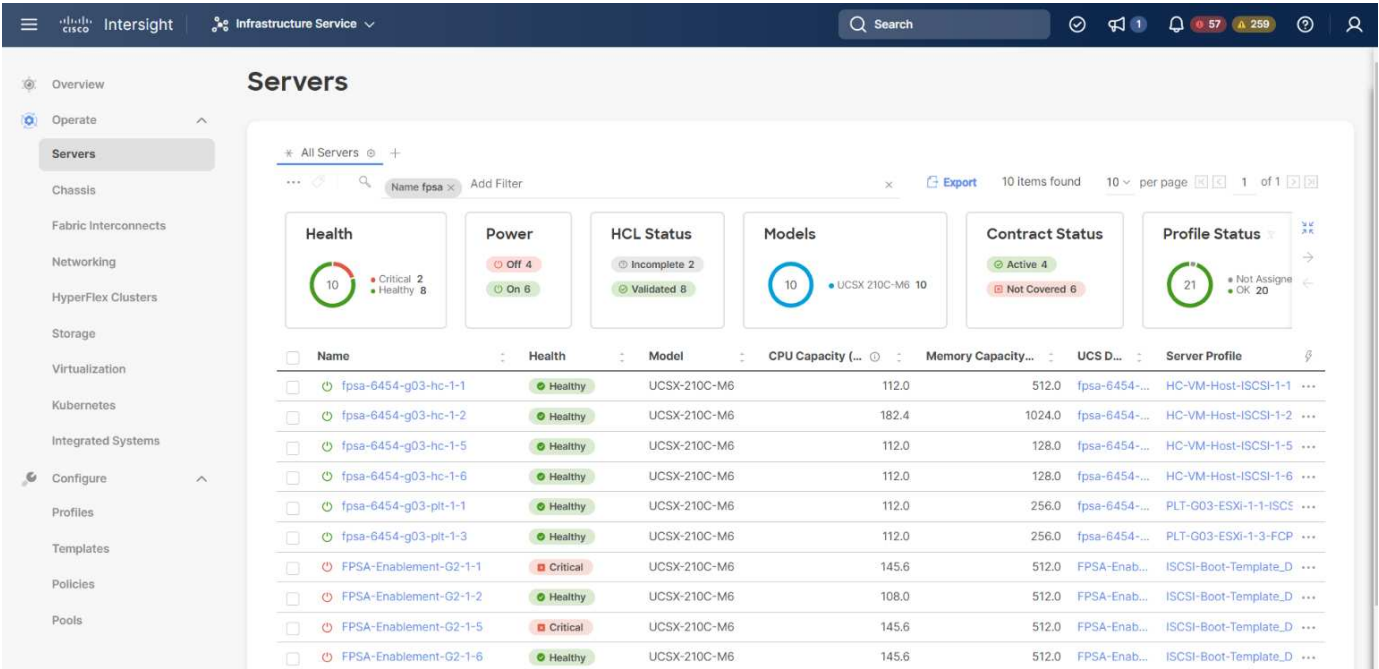 cisco Intersight Infrastructure Service Search 1 57 259
Overview
Operate
Servers
Chassis
Fabric Interconnects
Networking
HyperFlex Clusters
Storage
Virtualization
Kubernetes
Integrated Systems
Configure
Profiles
Templates
Policies
Pools
Servers
All Servers
Name fpsa × Add Filter × Export 10 items found 10 per page 1 of 1
Health
10
Critical 2
Healthy 8
Power
Off 4
On 6
HCL Status
Incomplete 2
Validated 8
Models
10
UCSX 210C-M6 10
Contract Status
Active 4
Not Covered 6
Profile Status
21
Not Assigne
OK 20
Name Health Model CPU Capacity (... Memory Capacity... UCS D... Server Profile
fpsa-6454-g03-hc-1-1 Healthy UCSX-210C-M6 112.0 512.0 fpsa-6454-... HC-VM-Host-ISCSI-1-1 ...
fpsa-6454-g03-hc-1-2 Healthy UCSX-210C-M6 182.4 1024.0 fpsa-6454-... HC-VM-Host-ISCSI-1-2 ...
fpsa-6454-g03-hc-1-5 Healthy UCSX-210C-M6 112.0 128.0 fpsa-6454-... HC-VM-Host-ISCSI-1-5 ...
fpsa-6454-g03-hc-1-6 Healthy UCSX-210C-M6 112.0 128.0 fpsa-6454-... HC-VM-Host-ISCSI-1-6 ...
fpsa-6454-g03-plt-1-1 Healthy UCSX-210C-M6 112.0 256.0 fpsa-6454-... PLT-G03-ESXi-1-1-ISCS ...
fpsa-6454-g03-plt-1-3 Healthy UCSX-210C-M6 112.0 256.0 fpsa-6454-... PLT-G03-ESXi-1-3-FCP ...
FPSA-Enablement-G2-1-1 Critical UCSX-210C-M6 145.6 512.0 FPSA-Enab... ISCSI-Boot-Template_D ...
FPSA-Enablement-G2-1-2 Healthy UCSX-210C-M6 108.0 512.0 FPSA-Enab... ISCSI-Boot-Template_D ...
FPSA-Enablement-G2-1-5 Critical UCSX-210C-M6 145.6 512.0 FPSA-Enab... ISCSI-Boot-Template_D ...
FPSA-Enablement-G2-1-6 Healthy UCSX-210C-M6 145.6 512.0 FPSA-Enab... ISCSI-Boot-Template_D ...